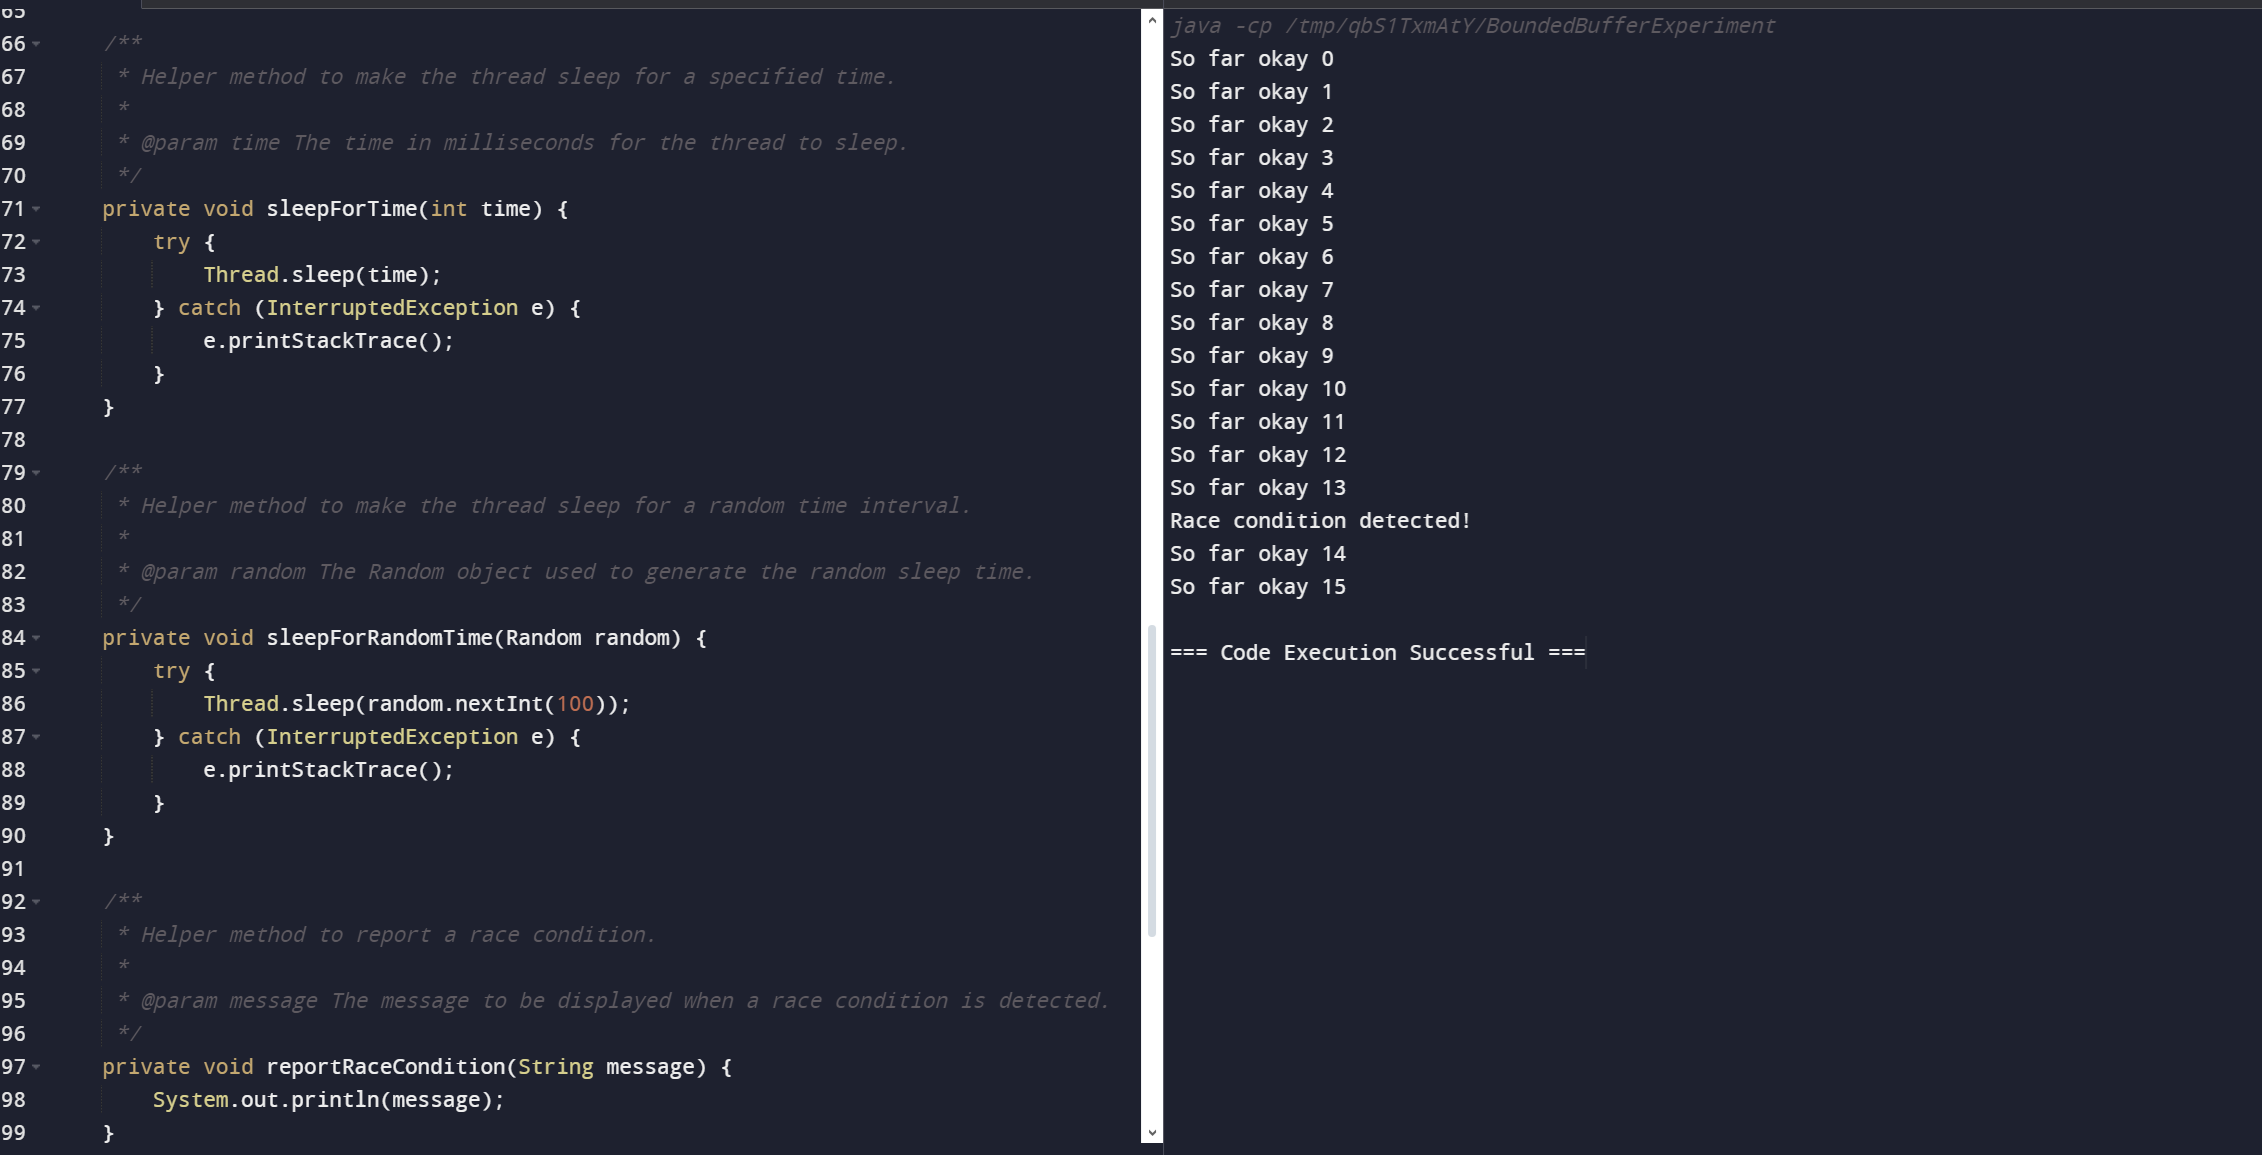 65
66 /**
67 * Helper method to make the thread sleep for a specified time.
68 *
69 * @param time The time in milliseconds for the thread to sleep.
70 */
71 private void sleepForTime(int time) {
72 try {
73 Thread.sleep(time);
74 } catch (InterruptedException e) {
75 e.printStackTrace();
76 }
77 }
78
79 /**
80 * Helper method to make the thread sleep for a random time interval.
81 *
82 * @param random The Random object used to generate the random sleep time.
83 */
84 private void sleepForRandomTime(Random random) {
85 try {
86 Thread.sleep(random.nextInt(100));
87 } catch (InterruptedException e) {
88 e.printStackTrace();
89 }
90 }
91
92 /**
93 * Helper method to report a race condition.
94 *
95 * @param message The message to be displayed when a race condition is detected.
96 */
97 private void reportRaceCondition(String message) {
98 System.out.println(message);
99 }
java -cp /tmp/qbS1TxmAtY/BoundedBufferExperiment
So far okay 0
So far okay 1
So far okay 2
So far okay 3
So far okay 4
So far okay 5
So far okay 6
So far okay 7
So far okay 8
So far okay 9
So far okay 10
So far okay 11
So far okay 12
So far okay 13
Race condition detected!
So far okay 14
So far okay 15
=== Code Execution Successful ===